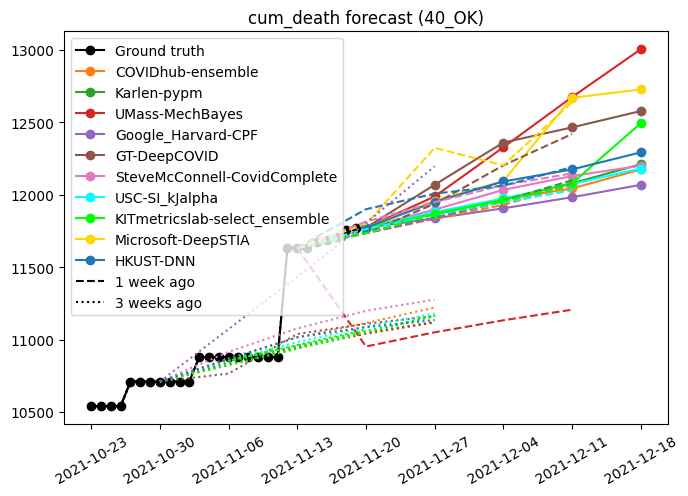 cum_death forecast (40_OK)
13000
12500
12000
11500
11000
10500
Ground truth
COVIDhub-ensemble
Karlen-pypm
UMass-MechBayes
Google_Harvard-CPF
GT-DeepCOVID
SteveMcConnell-CovidComplete
USC-SI_kJalpha
KITmetricslab-select_ensemble
Microsoft-DeepSTIA
HKUST-DNN
1 week ago
3 weeks ago
2021-10-23
2021-10-30
2021-11-06
2021-11-13
2021-11-20
2021-11-27
2021-12-04
2021-12-11
2021-12-18